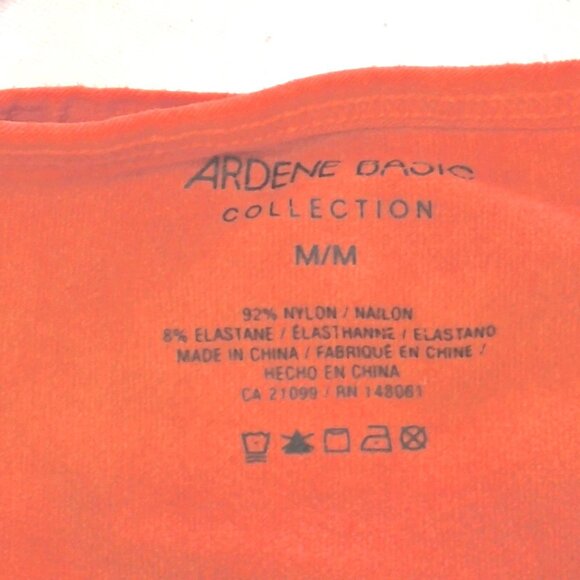 ARDENE BASIC
COLLECTION
M/M
92% NYLON / NAILON
8% ELASTANE / ÉLASTHANNE / ELASTANO
MADE IN CHINA / FABRIQUÉ EN CHINE /
HECHO EN CHINA
CA 21099 / RN 148061